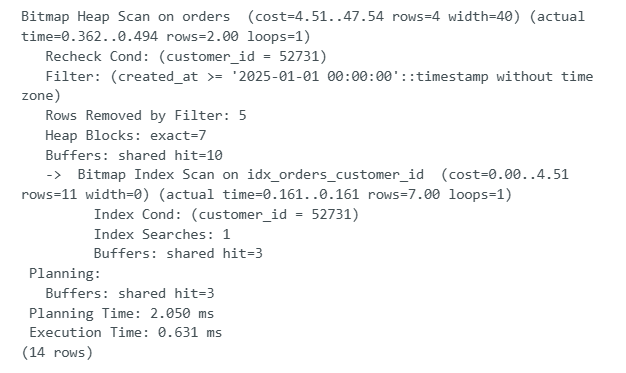 Bitmap Heap Scan on orders  (cost=4.51..47.54 rows=4 width=40) (actual
time=0.362..0.494 rows=2.00 loops=1)
   Recheck Cond: (customer_id = 52731)
   Filter: (created_at >= '2025-01-01 00:00:00'::timestamp without time
zone)
   Rows Removed by Filter: 5
   Heap Blocks: exact=7
   Buffers: shared hit=10
   ->  Bitmap Index Scan on idx_orders_customer_id  (cost=0.00..4.51
rows=11 width=0) (actual time=0.161..0.161 rows=7.00 loops=1)
         Index Cond: (customer_id = 52731)
         Index Searches: 1
         Buffers: shared hit=3
 Planning:
   Buffers: shared hit=3
 Planning Time: 2.050 ms
 Execution Time: 0.631 ms
(14 rows)